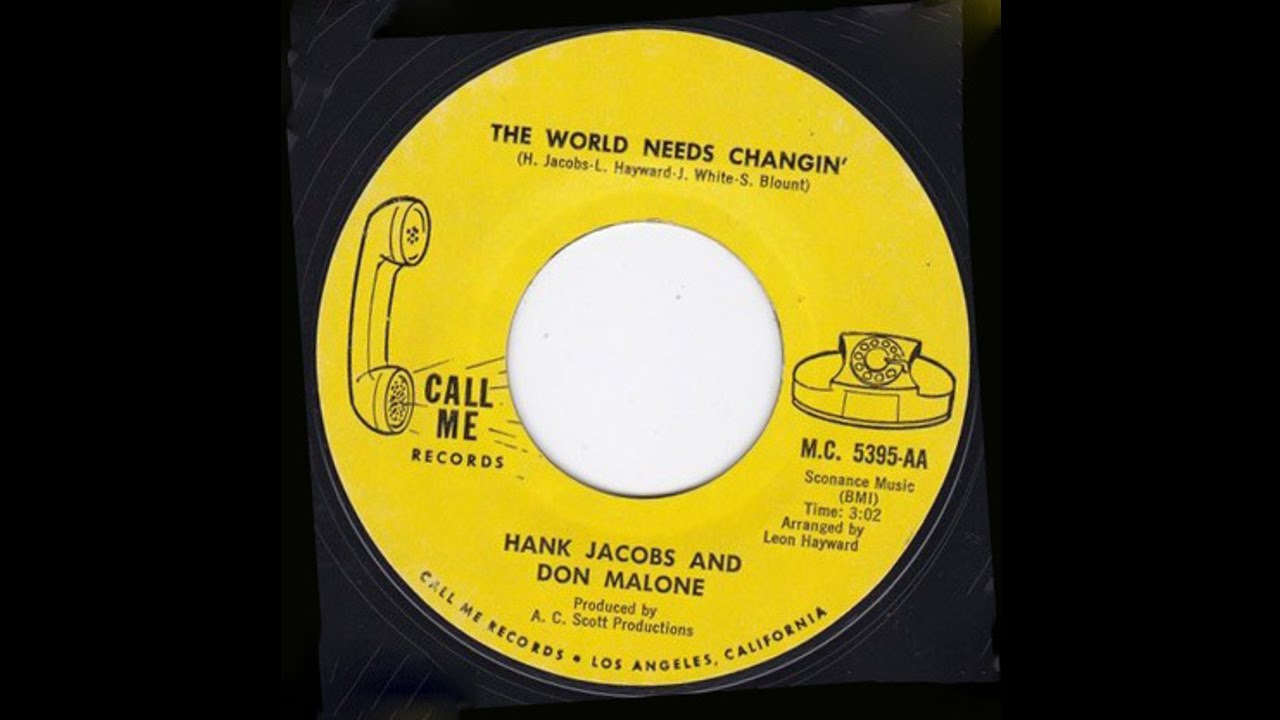 THE WORLD NEEDS CHANGIN'
(H. Jacobs-L. Hayward-J. White-S. Blount)
CALL
ME
RECORDS
M.C. 5395-AA
Sconance Music
(BMI)
Time: 3:02
Arranged by
Leon Hayward
HANK JACOBS AND
DON MALONE
Produced by
A. C. Scott Productions
CALL ME RECORDS • LOS ANGELES, CALIFORNIA